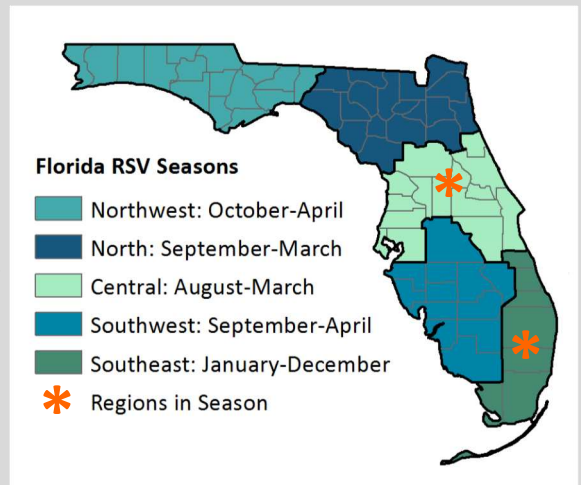 Florida RSV Seasons
Northwest: October-April
North: September-March
Central: August-March
Southwest: September-April
Southeast: January-December
Regions in Season